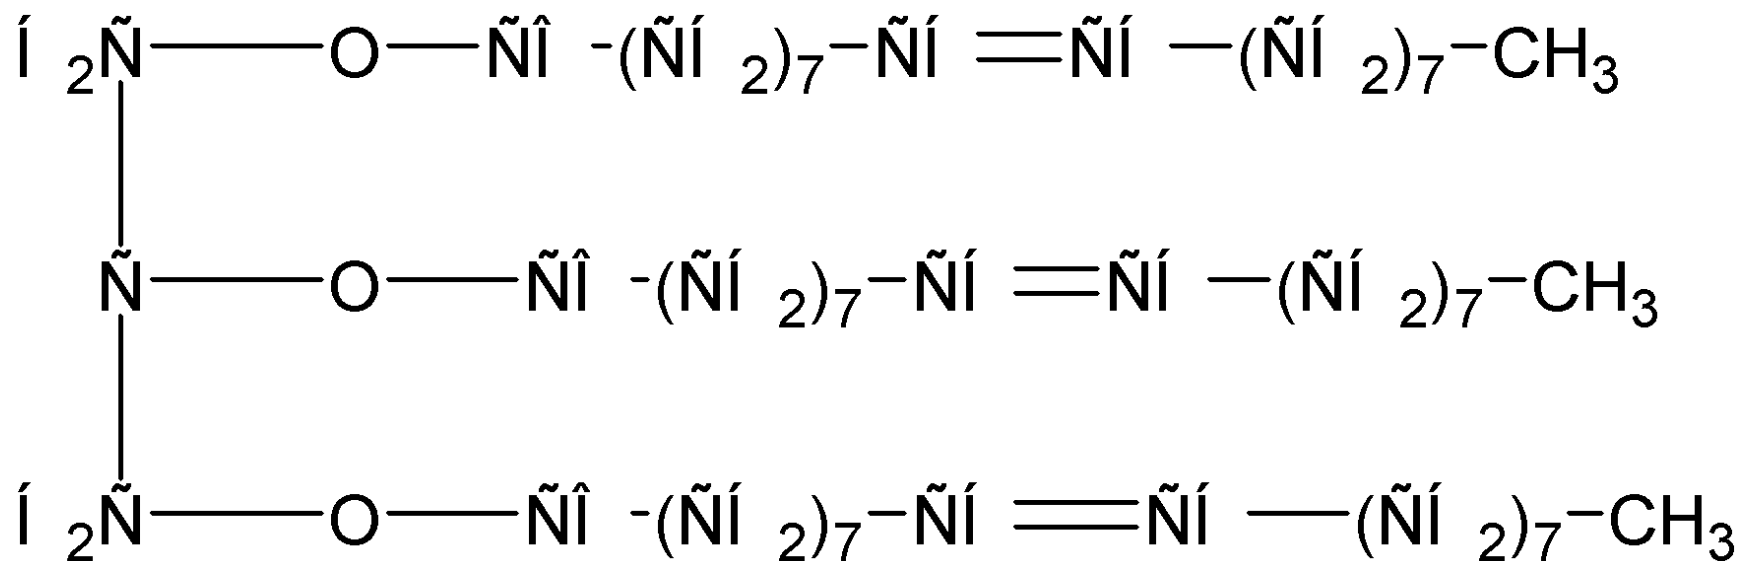 Í 2Ñ—O—ÑÎ -(ÑÍ 2)7—ÑÍ =ÑÍ —(ÑÍ 2)7—CH3
Ñ—O—ÑÎ -(ÑÍ 2)7—ÑÍ =ÑÍ —(ÑÍ 2)7—CH3
Í 2Ñ—O—ÑÎ -(ÑÍ 2)7—ÑÍ =ÑÍ —(ÑÍ 2)7—CH3